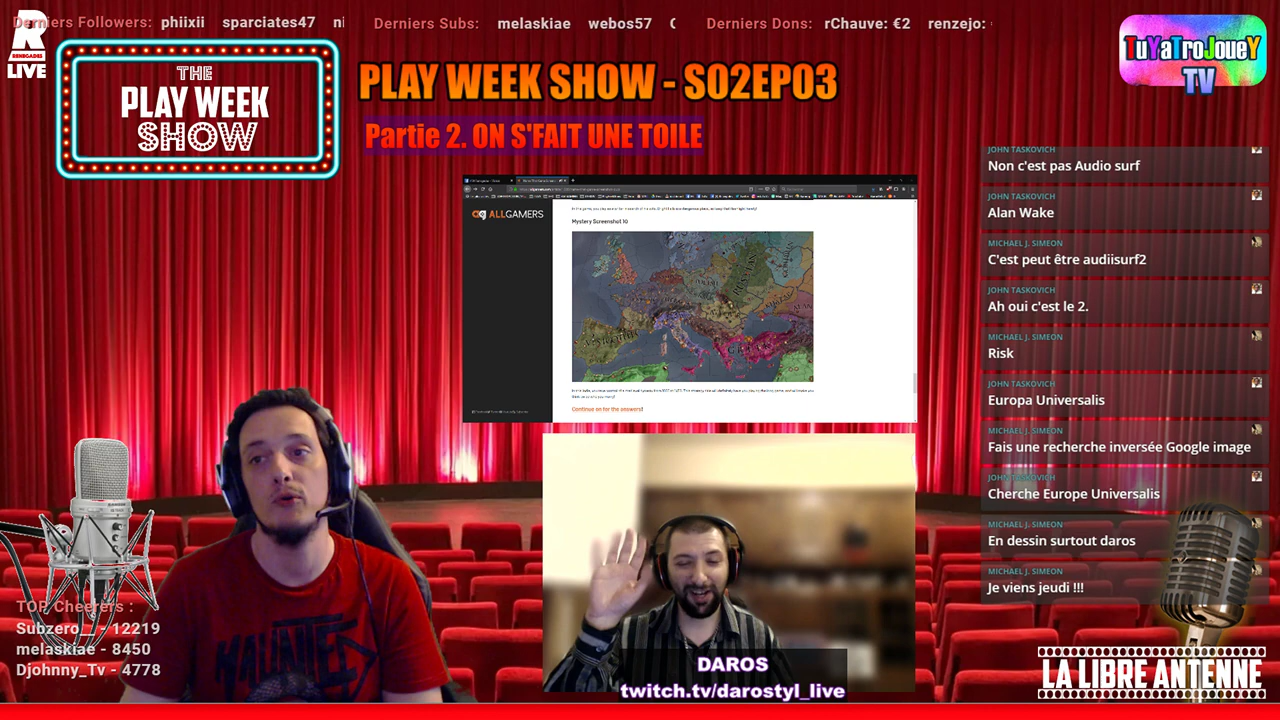 Derniers Followers: phiixii sparciates47
Derniers Subs: melaskiae webos57
Derniers Dons: rChauve: €2 renzejo:
R
RENEGADES
LIVE
THE
PLAY WEEK
SHOW
PLAY WEEK SHOW - S02EP03
Partie 2. ON S'FAIT UNE TOILE
TuYaTroJoueY
TV
ALLGAMERS
Mystery Screenshot 10
Continue on for the answers!
JOHN TASKOVICH
Non c'est pas Audio surf
JOHN TASKOVICH
Alan Wake
MICHAEL J. SIMEON
C'est peut être audiisurf2
JOHN TASKOVICH
Ah oui c'est le 2.
MICHAEL J. SIMEON
Risk
JOHN TASKOVICH
Europa Universalis
MICHAEL J. SIMEON
Fais une recherche inversée Google image
JOHN TASKOVICH
Cherche Europe Universalis
MICHAEL J. SIMEON
En dessin surtout daros
MICHAEL J. SIMEON
Je viens jeudi !!!
TOP Cheerers :
Subzero__ - 12219
melaskiae - 8450
Djohnny_Tv - 4778
DAROS
twitch.tv/darostyl_live
LA LIBRE ANTENNE